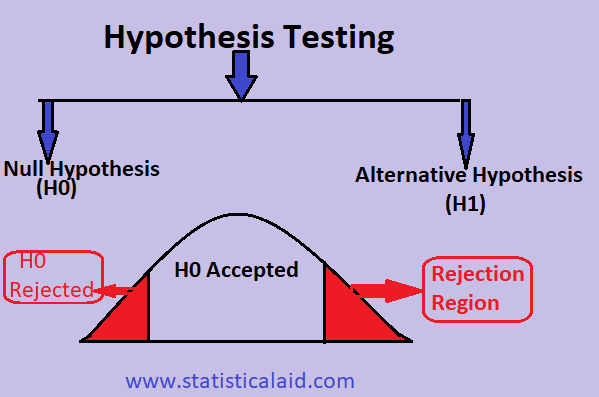 Hypothesis Testing
Null Hypothesis
(H0)
Alternative Hypothesis
(H1)
H0
Rejected
H0 Accepted
Rejection
Region
www.statisticalaid.com